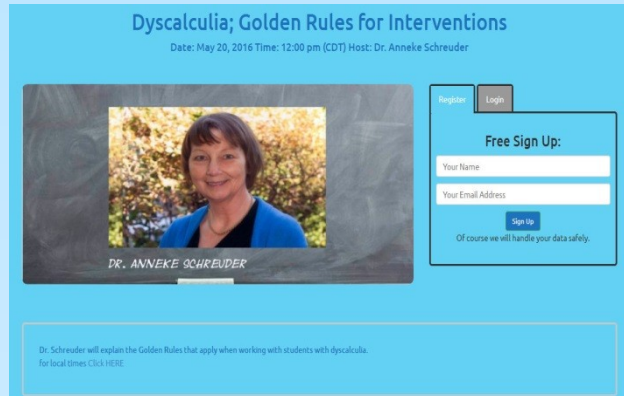 Dyscalculia; Golden Rules for Interventions
Date: May 20, 2016 Time: 12:00 pm (CDT) Host: Dr. Anneke Schreuder
DR. ANNEKE SCHREUDER
Register
Login
Free Sign Up:
Your Name
Your Email Address
Sign Up
Of course we will handle your data safely.
Dr. Schreuder will explain the Golden Rules that apply when working with students with dyscalculia.
for local times Click HERE